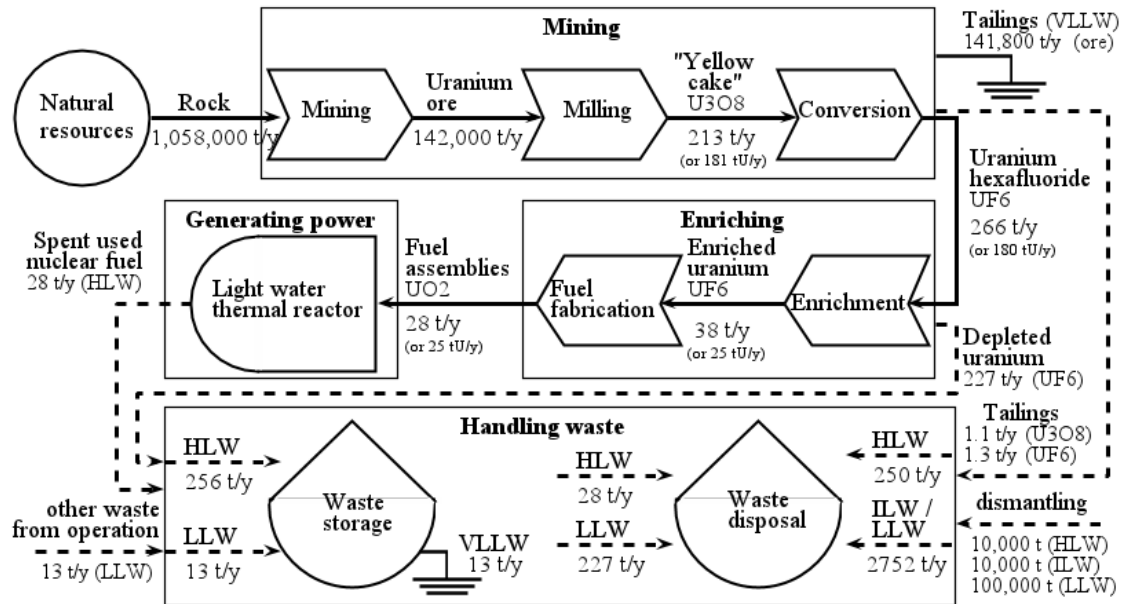 Mining
Tailings (VLLW)
141,800 t/y (ore)
Natural
resources
Rock
1,058,000 t/y
Mining
Uranium
ore
142,000 t/y
Milling
"Yellow
cake"
U3O8
213 t/y
(or 181 tU/y)
Conversion
Uranium
hexafluoride
UF6
266 t/y
(or 180 tU/y)
Generating power
Enriching
Spent used
nuclear fuel
28 t/y (HLW)
Light water
thermal reactor
Fuel
assemblies
UO2
28 t/y
(or 25 tU/y)
Fuel
fabrication
Enriched
uranium
UF6
38 t/y
(or 25 tU/y)
Enrichment
Depleted
uranium
227 t/y (UF6)
Handling waste
Tailings
1.1 t/y (U3O8)
1.3 t/y (UF6)
HLW
256 t/y
Waste
storage
HLW
28 t/y
Waste
disposal
HLW
250 t/y
other waste
from operation
13 t/y (LLW)
LLW
13 t/y
VLLW
13 t/y
LLW
227 t/y
ILW /
LLW
2752 t/y
dismantling
10,000 t (HLW)
10,000 t (ILW)
100,000 t (LLW)